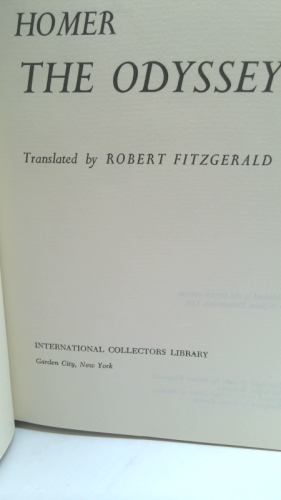 HOMER
THE ODYSSEY
Translated by ROBERT FITZGERALD
INTERNATIONAL COLLECTORS LIBRARY
Garden City, New York